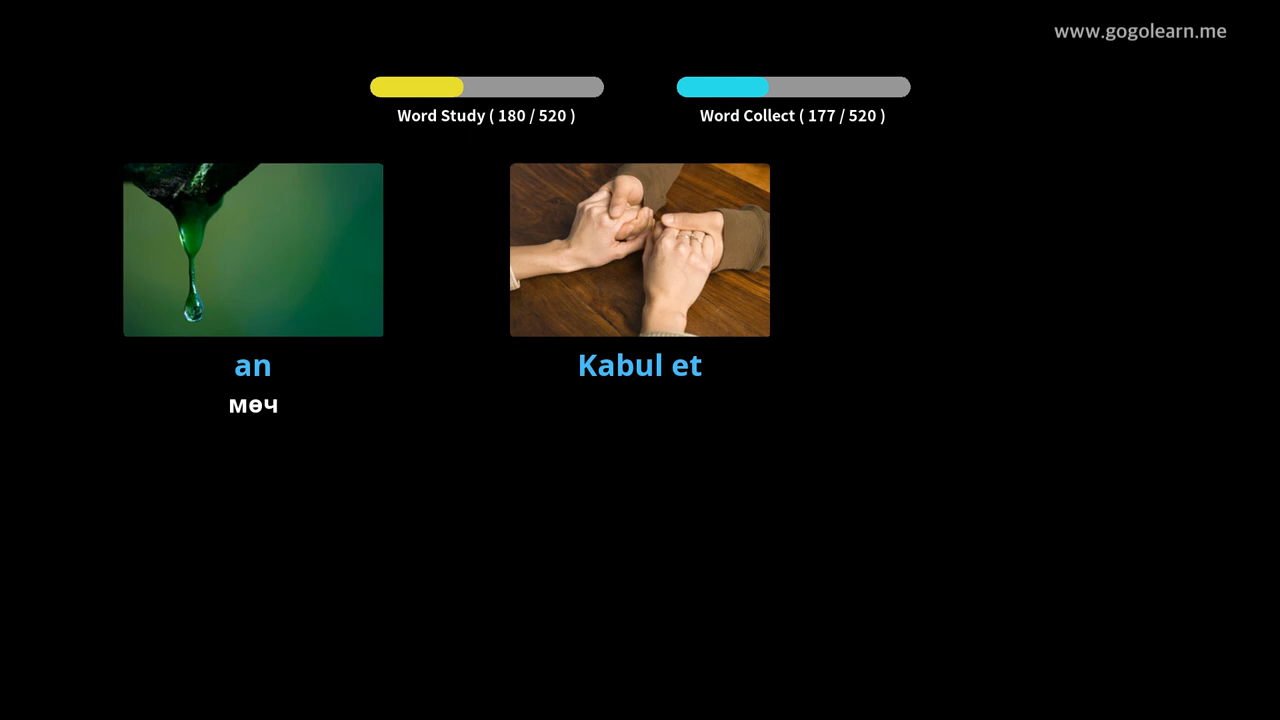 www.gogolearn.me
Word Study ( 180 / 520 )
Word Collect ( 177 / 520 )
an
мөч
Kabul et